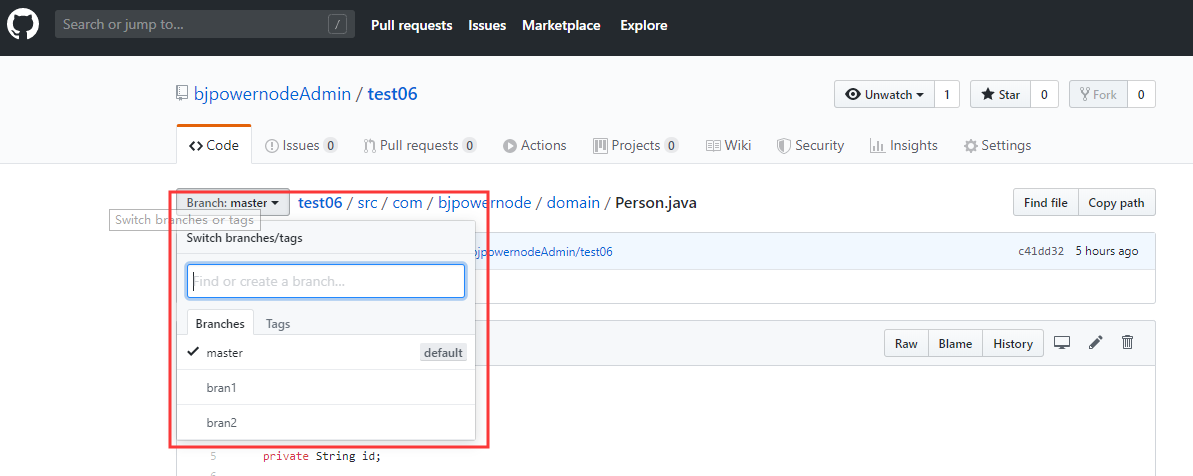 Search or jump to... / Pull requests Issues Marketplace Explore
bjpowernodeAdmin / test06 Unwatch 1 Star 0 Fork 0
Code Issues 0 Pull requests 0 Actions Projects 0 Wiki Security Insights Settings
Branch: master test06 / src / com / bjpowernode / domain / Person.java Find file Copy path
Switch branches or tags
Switch branches/tags
bjpowernodeAdmin/test06 c41dd32 5 hours ago
Find or create a branch...
Branches Tags
Raw Blame History
master default
bran1
bran2
5 private String id;